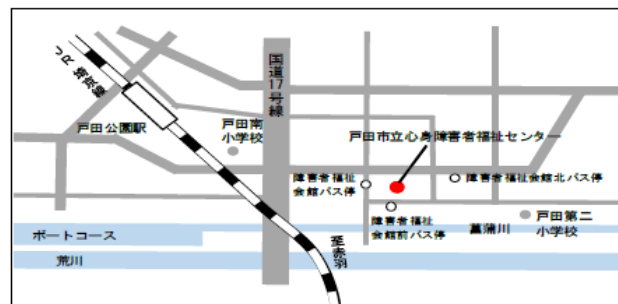 JR 埼京線
国道17号線
戸田公園駅
戸田南
小学校
戸田市立心身障害者福祉センター
障害者福祉
会館バス停
障害者福祉会館北バス停
障害者福祉
会館前バス停
戸田第二
小学校
菖蒲川
ボートコース
荒川
至赤羽